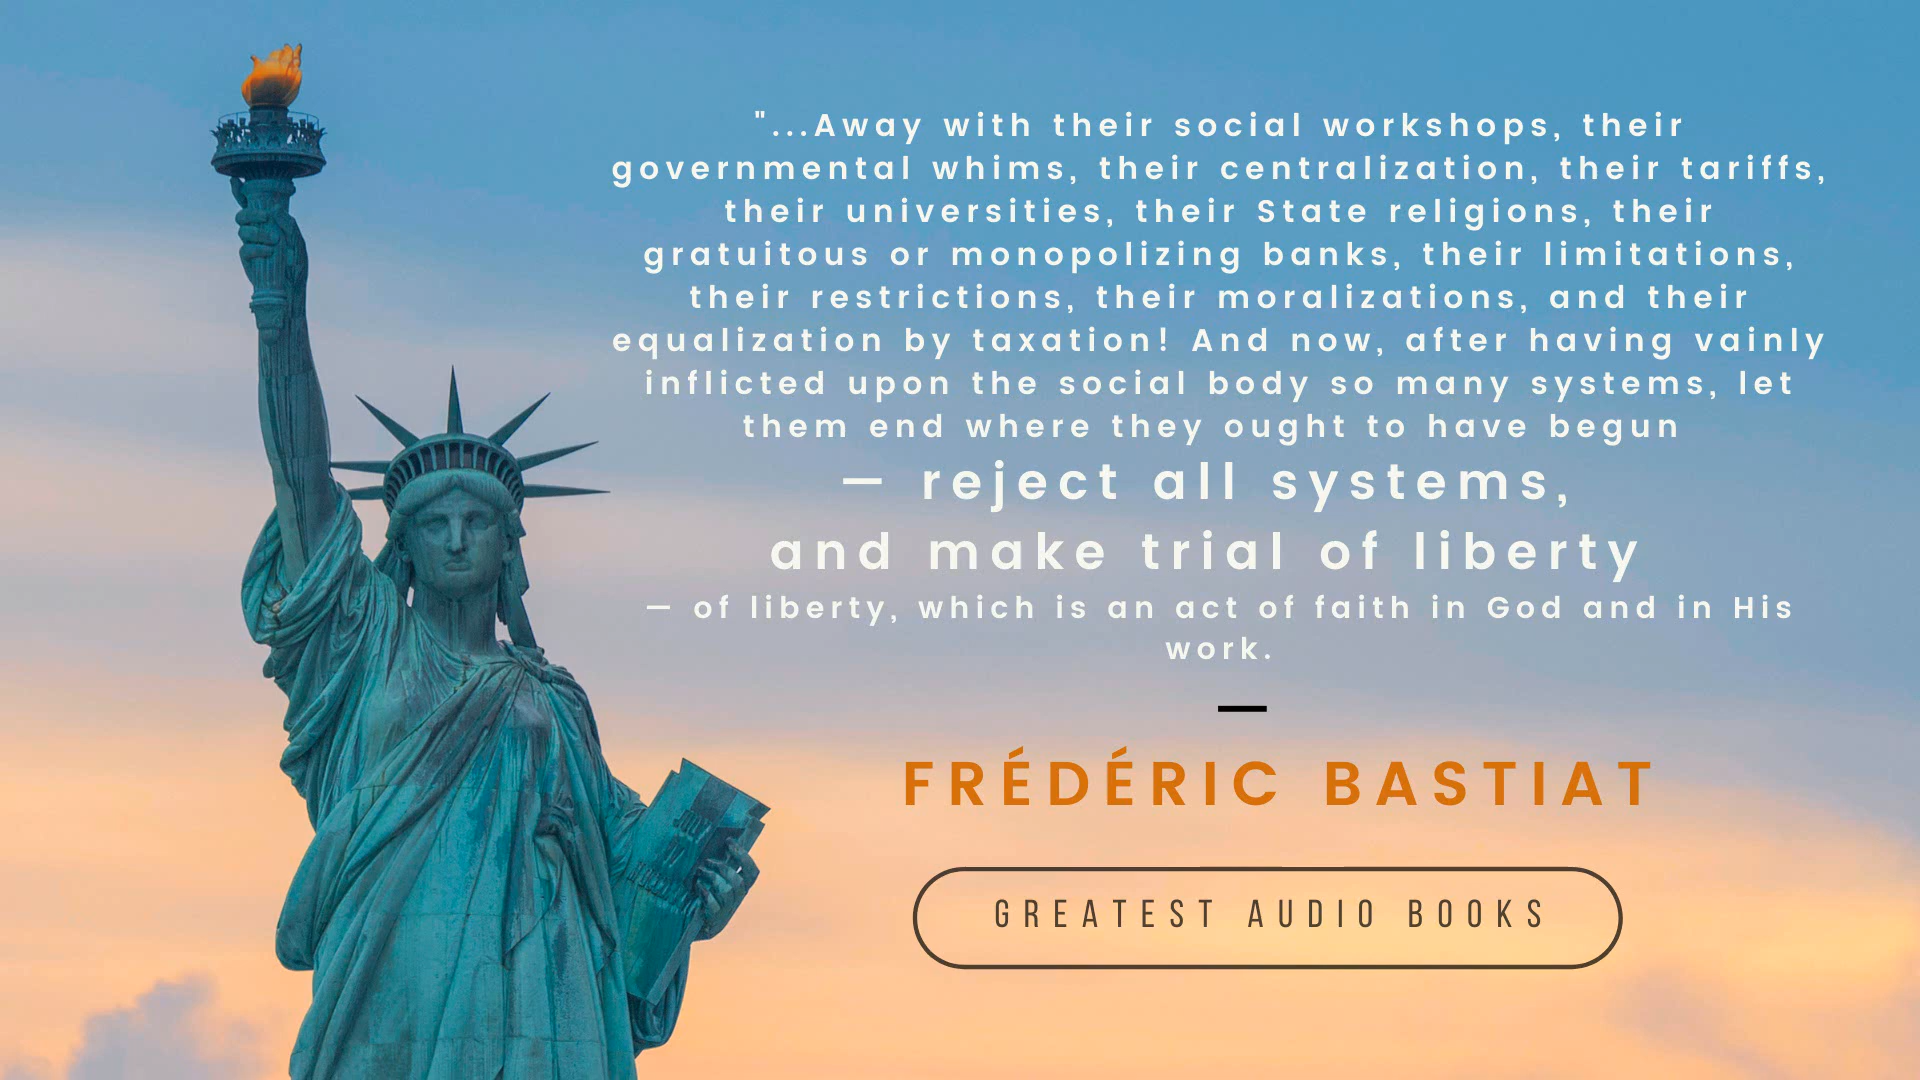 "...Away with their social workshops, their
governmental whims, their centralization, their tariffs,
their universities, their State religions, their
gratuitous or monopolizing banks, their limitations,
their restrictions, their moralizations, and their
equalization by taxation! And now, after having vainly
inflicted upon the social body so many systems, let
them end where they ought to have begun
— reject all systems,
and make trial of liberty
— of liberty, which is an act of faith in God and in His
work.
FRÉDÉRIC BASTIAT
GREATEST AUDIO BOOKS